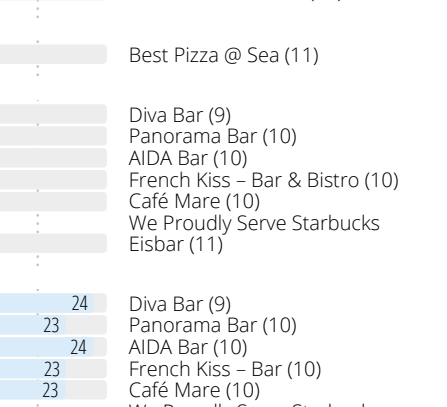 Best Pizza @ Sea (11)
Diva Bar (9)
Panorama Bar (10)
AIDA Bar (10)
French Kiss – Bar & Bistro (10)
Café Mare (10)
We Proudly Serve Starbucks
Eisbar (11)
24 Diva Bar (9)
23 Panorama Bar (10)
24 AIDA Bar (10)
23 French Kiss – Bar (10)
23 Café Mare (10)